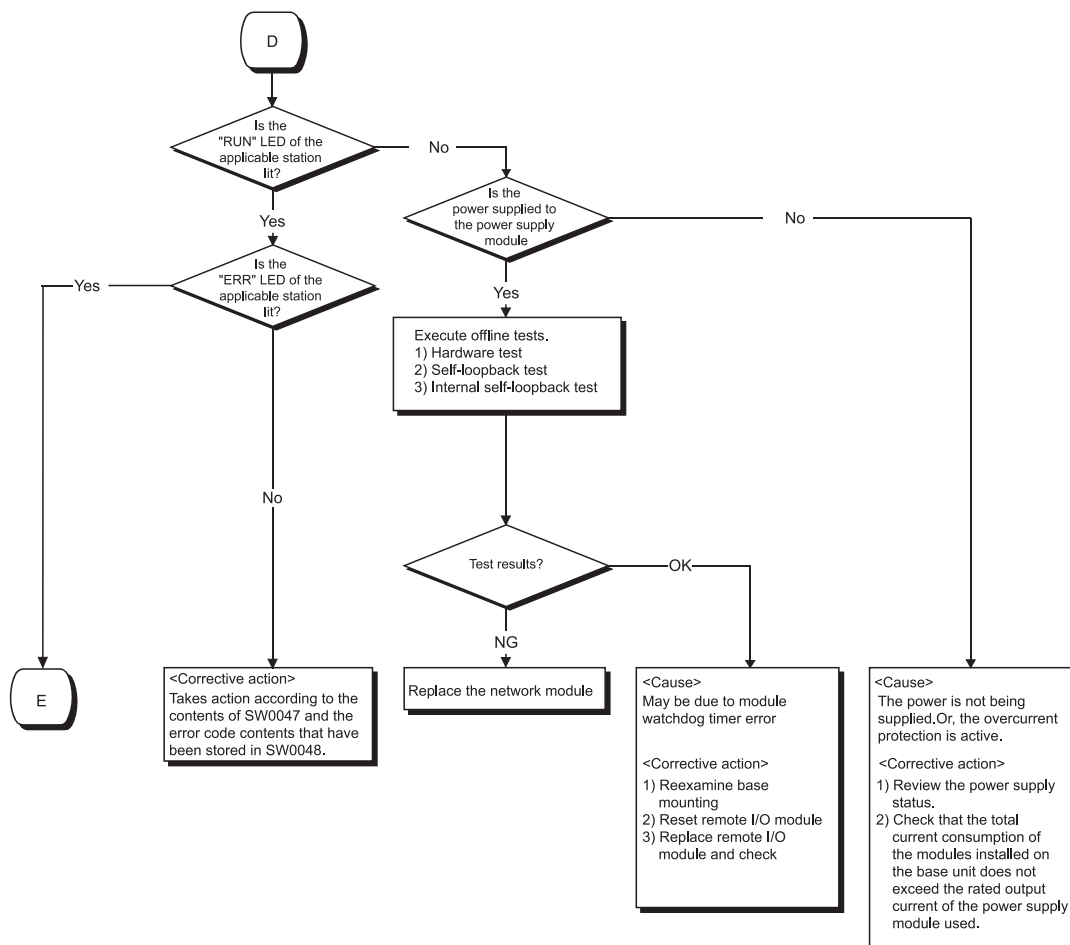 D
Is the
"RUN" LED of the
applicable station
lit?
No
Is the
power supplied to
the power supply
module
No
Yes
Is the
"ERR" LED of the
applicable station
lit?
Yes
Yes
Execute offline tests.
1) Hardware test
2) Self-loopback test
3) Internal self-loopback test
No
Test results?
OK
NG
E
<Corrective action>
Takes action according to the
contents of SW0047 and the
error code contents that have
been stored in SW0048.
Replace the network module
<Cause>
May be due to module
watchdog timer error
<Corrective action>
1) Reexamine base
mounting
2) Reset remote I/O module
3) Replace remote I/O
module and check
<Cause>
The power is not being
supplied.Or, the overcurrent
protection is active.
<Corrective action>
1) Review the power supply
status.
2) Check that the total
current consumption of
the modules installed on
the base unit does not
exceed the rated output
current of the power supply
module used.